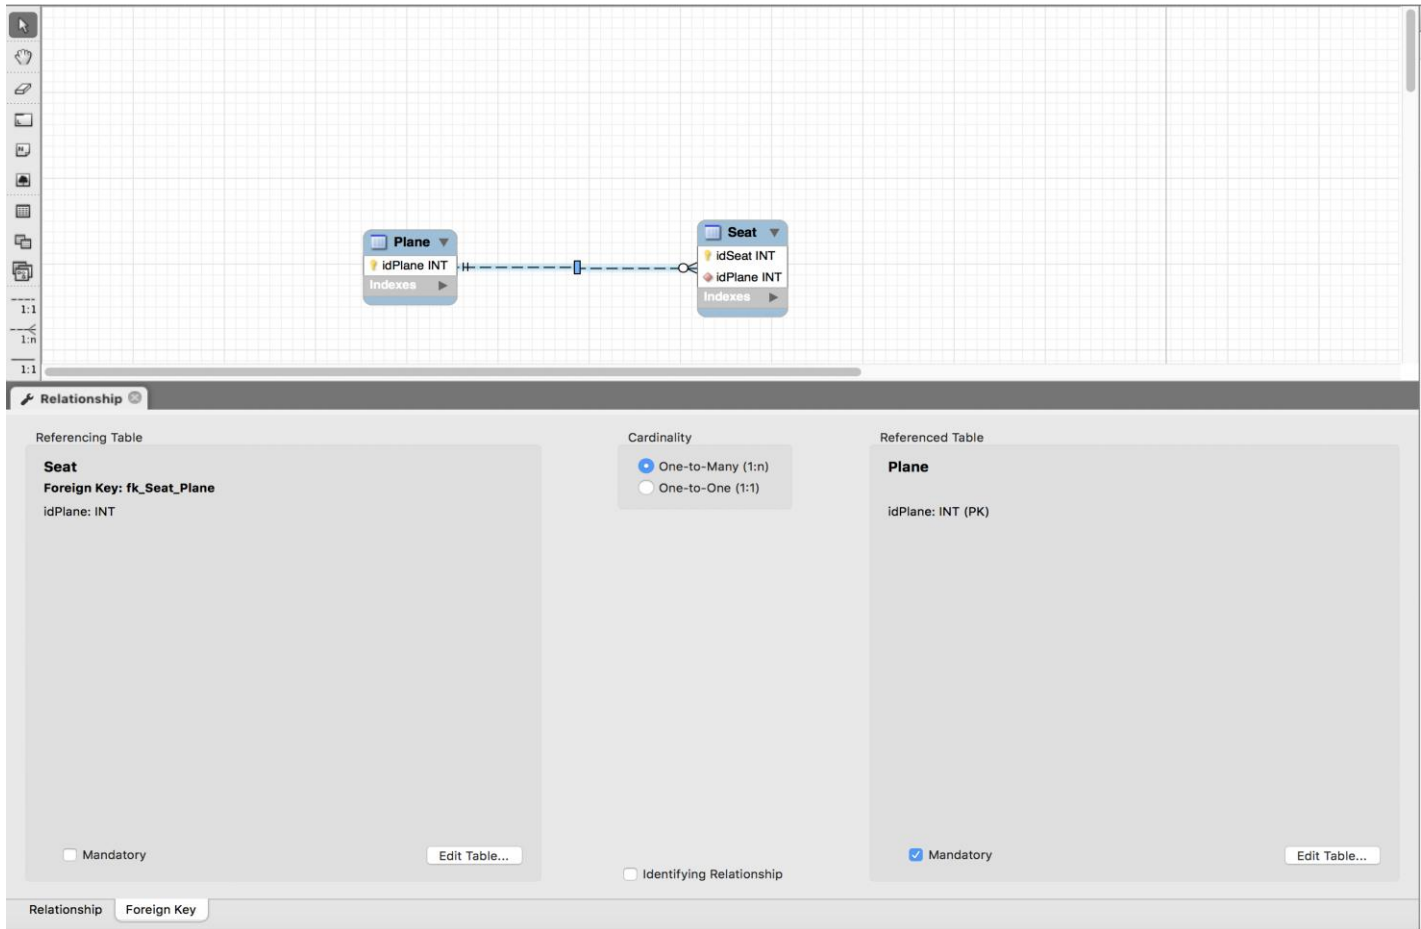 1:1
1:n
1:1
Plane
idPlane INT
Indexes
Seat
idSeat INT
idPlane INT
Indexes
Relationship
Referencing Table
Seat
Foreign Key: fk_Seat_Plane
idPlane: INT
Mandatory
Edit Table...
Cardinality
One-to-Many (1:n)
One-to-One (1:1)
Identifying Relationship
Referenced Table
Plane
idPlane: INT (PK)
Mandatory
Edit Table...
Relationship
Foreign Key